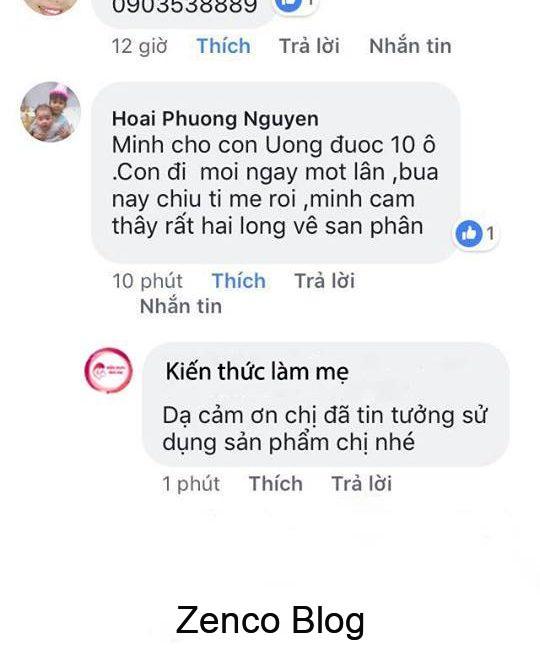 0903538889
1
12 giờ Thích Trả lời Nhắn tin
Hoai Phuong Nguyen
Minh cho con Uong đuoc 10 ô
.Con đi moi ngay mot lân ,bua
nay chiu ti me roi ,minh cam
thây rất hai long vê san phân
1
10 phút Thích Trả lời
Nhắn tin
Kiến thức làm mẹ
Dạ cảm ơn chị đã tin tưởng sử
dụng sản phẩm chị nhé
1 phút Thích Trả lời
Zenco Blog